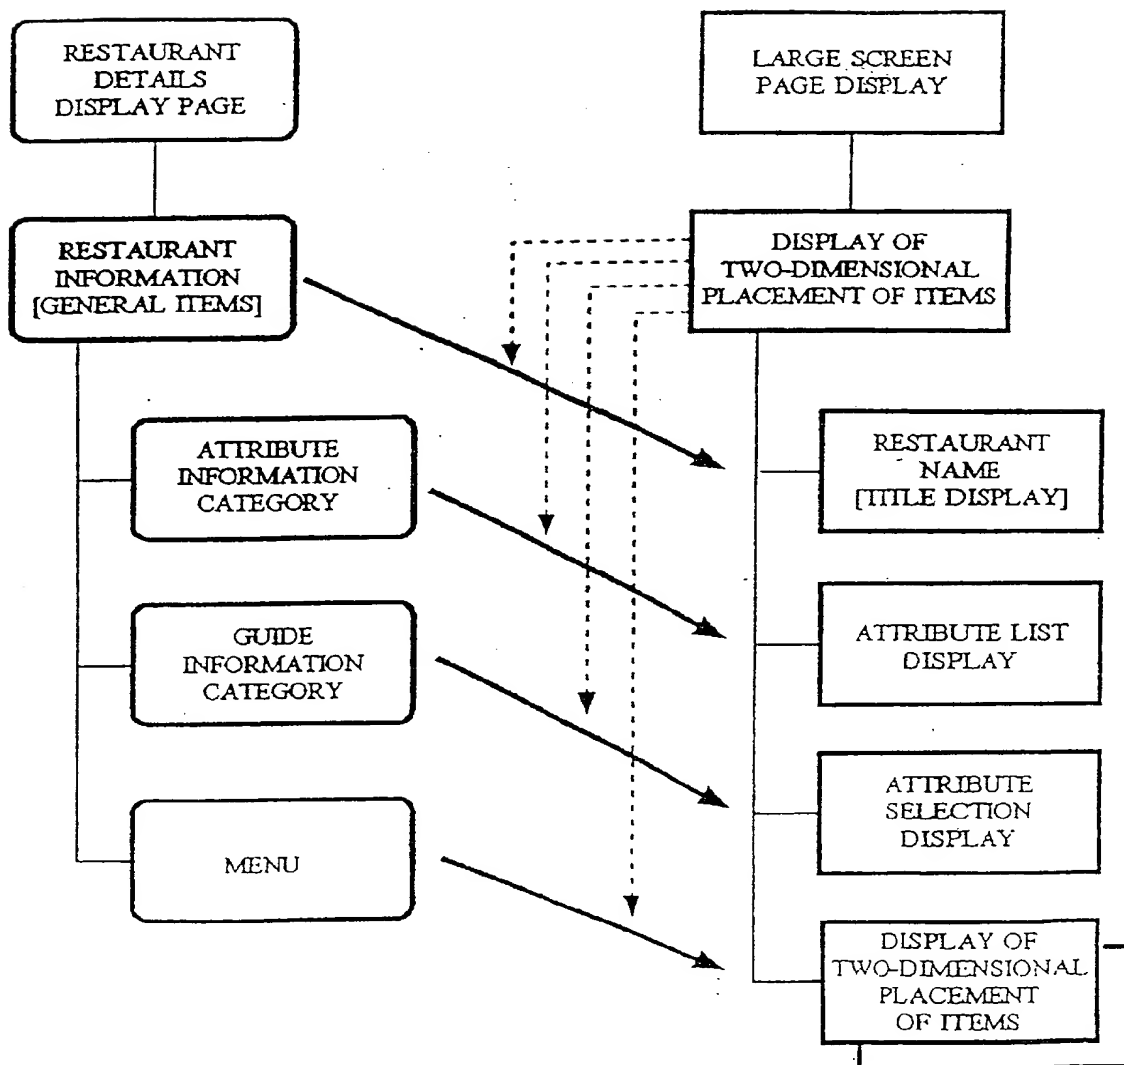 RESTAURANT
DETAILS
DISPLAY PAGE
LARGE SCREEN
PAGE DISPLAY
RESTAURANT
INFORMATION
[GENERAL ITEMS]
DISPLAY OF
TWO-DIMENSIONAL
PLACEMENT OF ITEMS
ATTRIBUTE
INFORMATION
CATEGORY
RESTAURANT
NAME
[TITLE DISPLAY]
GUIDE
INFORMATION
CATEGORY
ATTRIBUTE LIST
DISPLAY
MENU
ATTRIBUTE
SELECTION
DISPLAY
DISPLAY OF
TWO-DIMENSIONAL
PLACEMENT
OF ITEMS